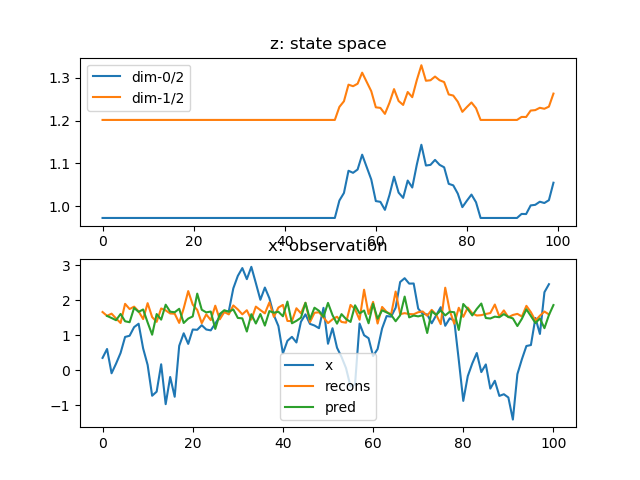 z: state space
dim-0/2
dim-1/2
1.3
1.2
1.1
1.0
0 20 40 60 80 100
x: observation
3
2
1
0
−1
x
recons
pred
0 20 40 60 80 100